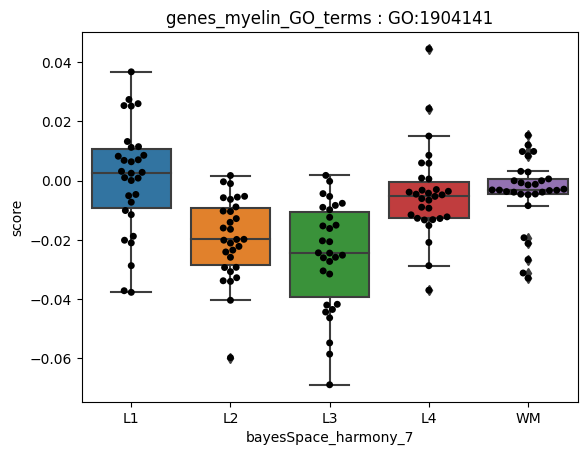 genes_myelin_GO_terms : GO:1904141
0.04
0.02
0.00
−0.02
−0.04
−0.06
score
L1 L2 L3 L4 WM
bayesSpace_harmony_7